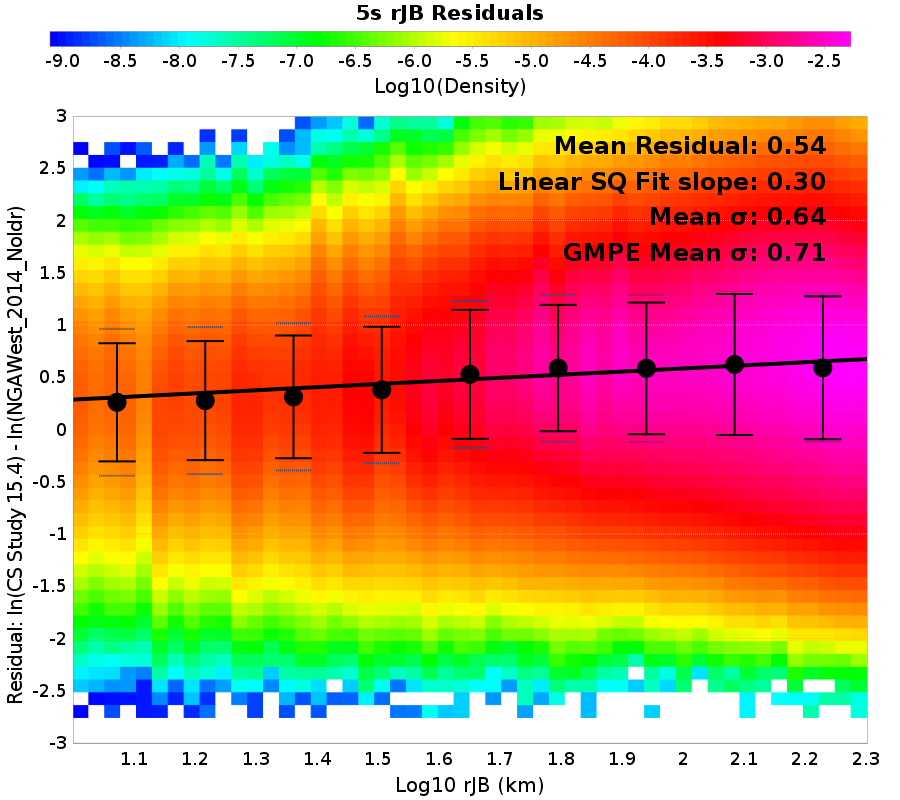 5s rJB Residuals
-9.0 -8.5 -8.0 -7.5 -7.0 -6.5 -6.0 -5.5 -5.0 -4.5 -4.0 -3.5 -3.0 -2.5
Log10(Density)
Mean Residual: 0.54
Linear SQ Fit slope: 0.30
Mean σ: 0.64
GMPE Mean σ: 0.71
Residual: ln(CS Study 15.4) - ln(NGAWest_2014_NoIdr)
3
2.5
2
1.5
1
0.5
0
-0.5
-1
-1.5
-2
-2.5
-3
1.1 1.2 1.3 1.4 1.5 1.6 1.7 1.8 1.9 2 2.1 2.2 2.3
Log10 rJB (km)